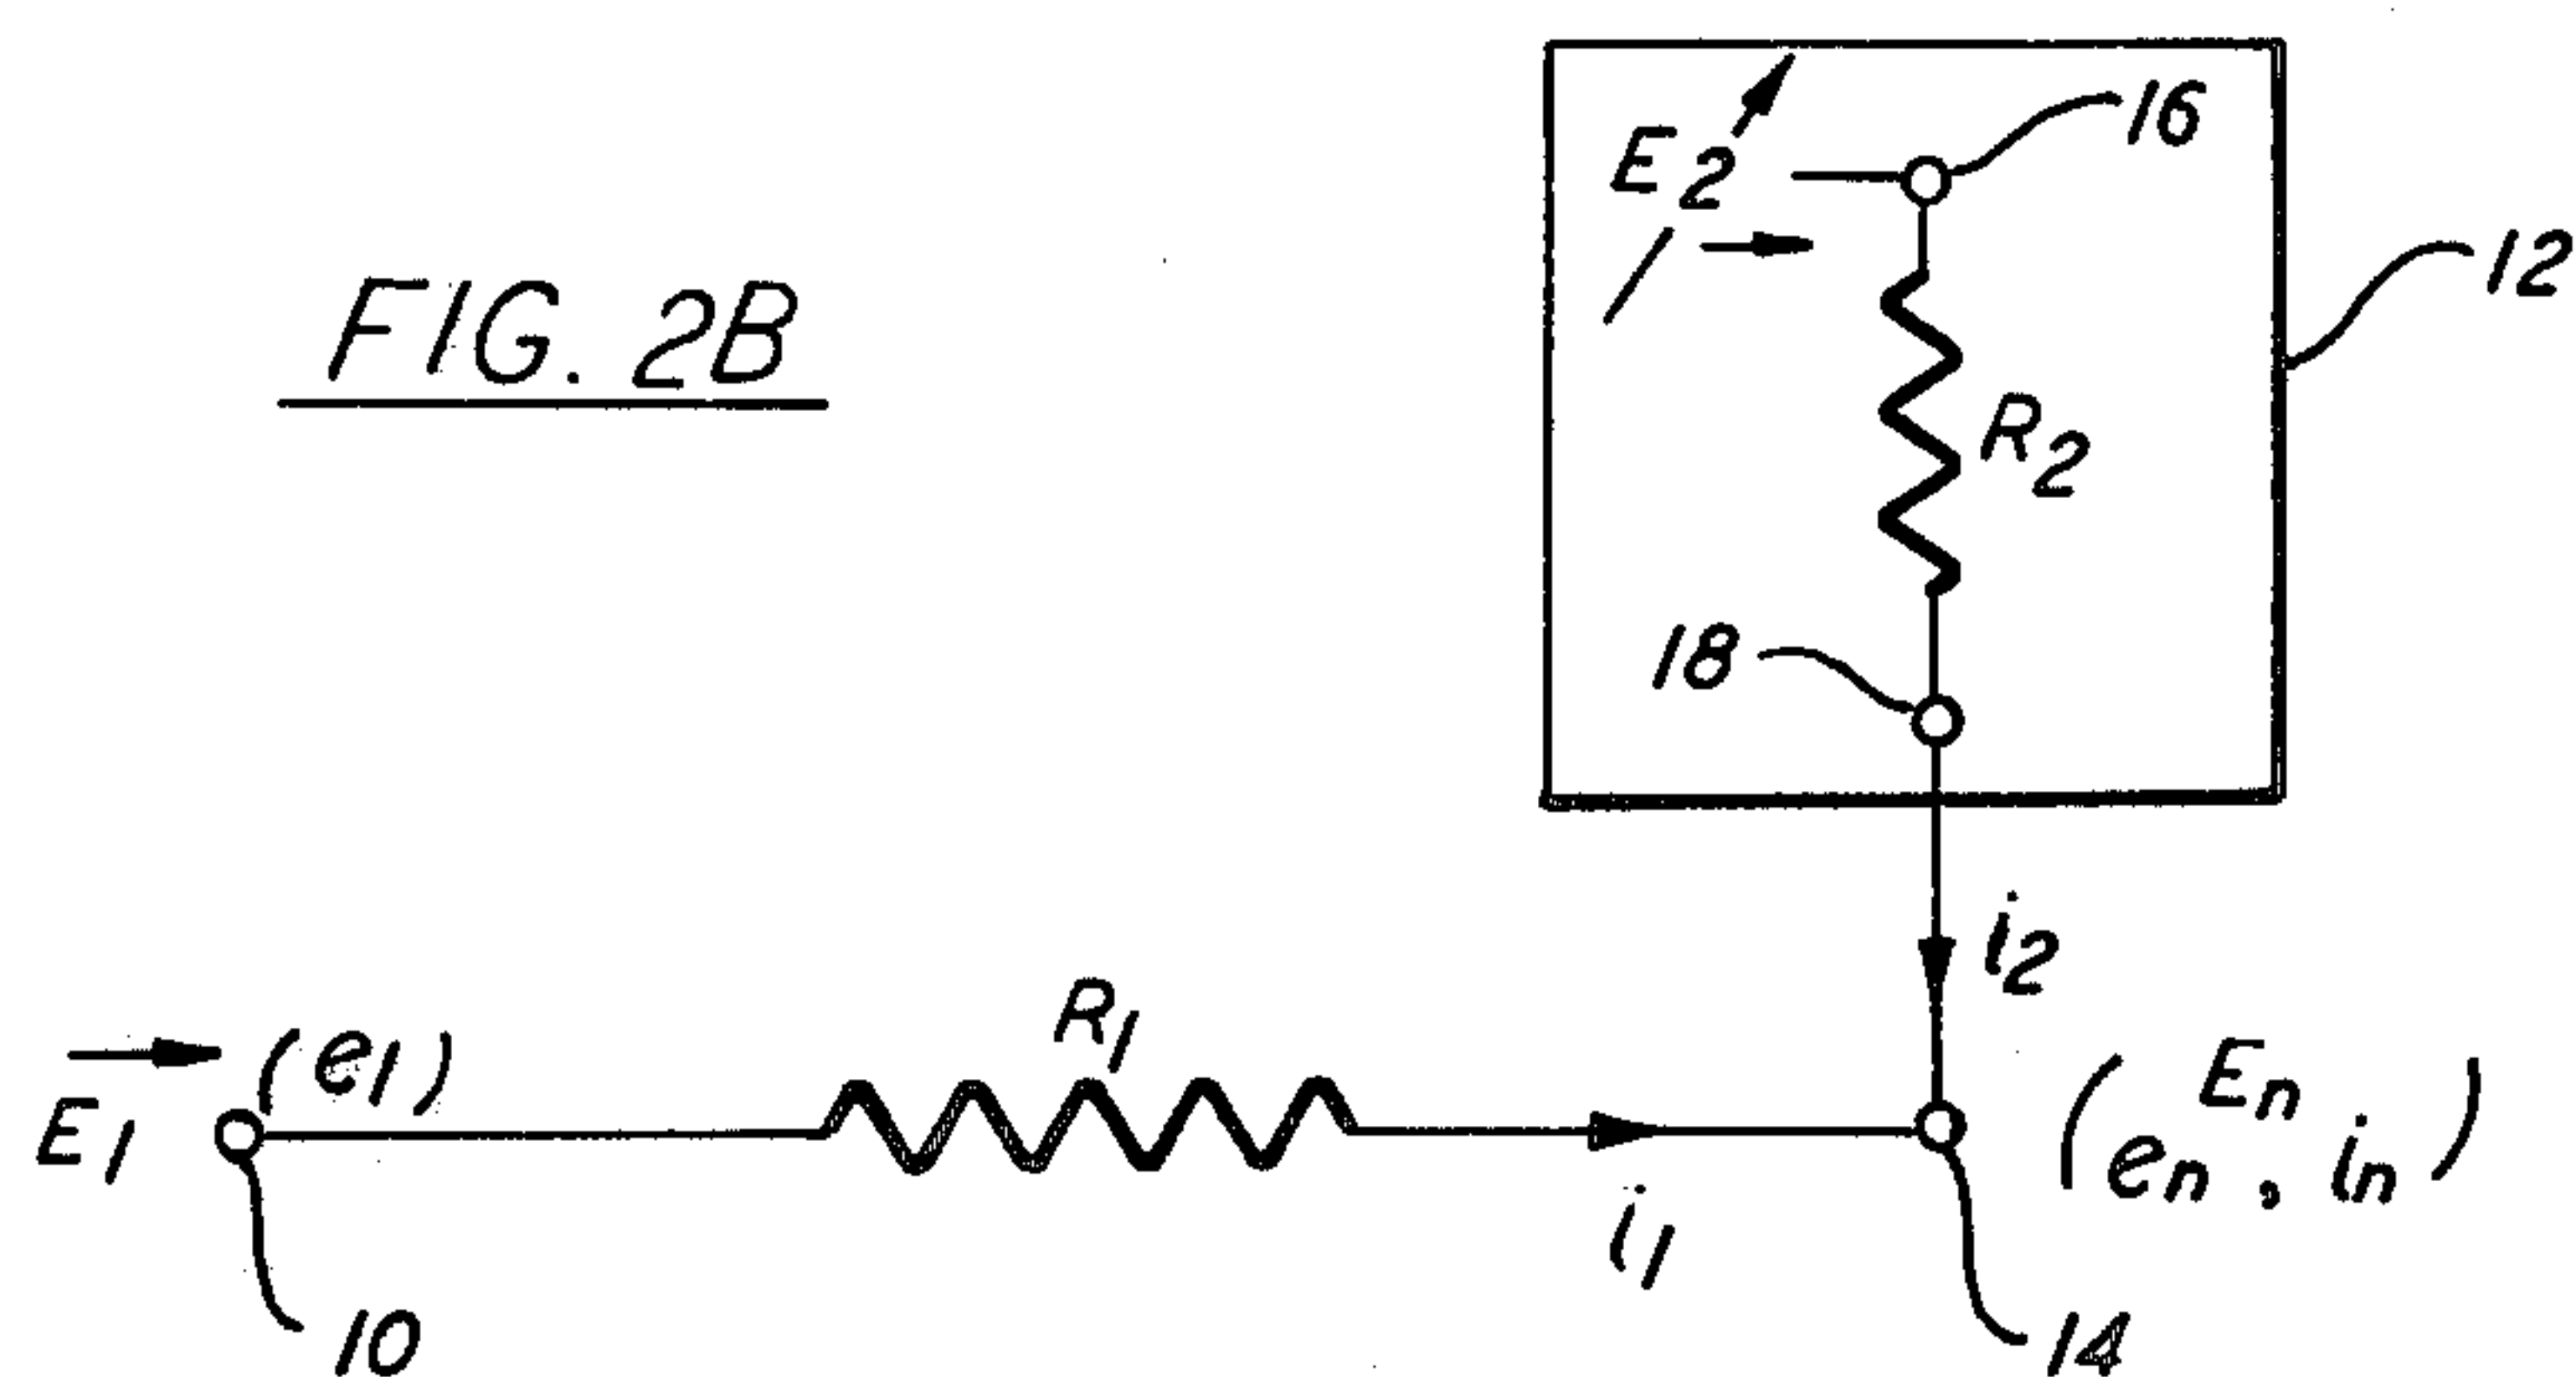 16
E2
12
FIG. 2B
R2
18
i2
R1
(e1)
E1
(En
en, in)
i1
10
14